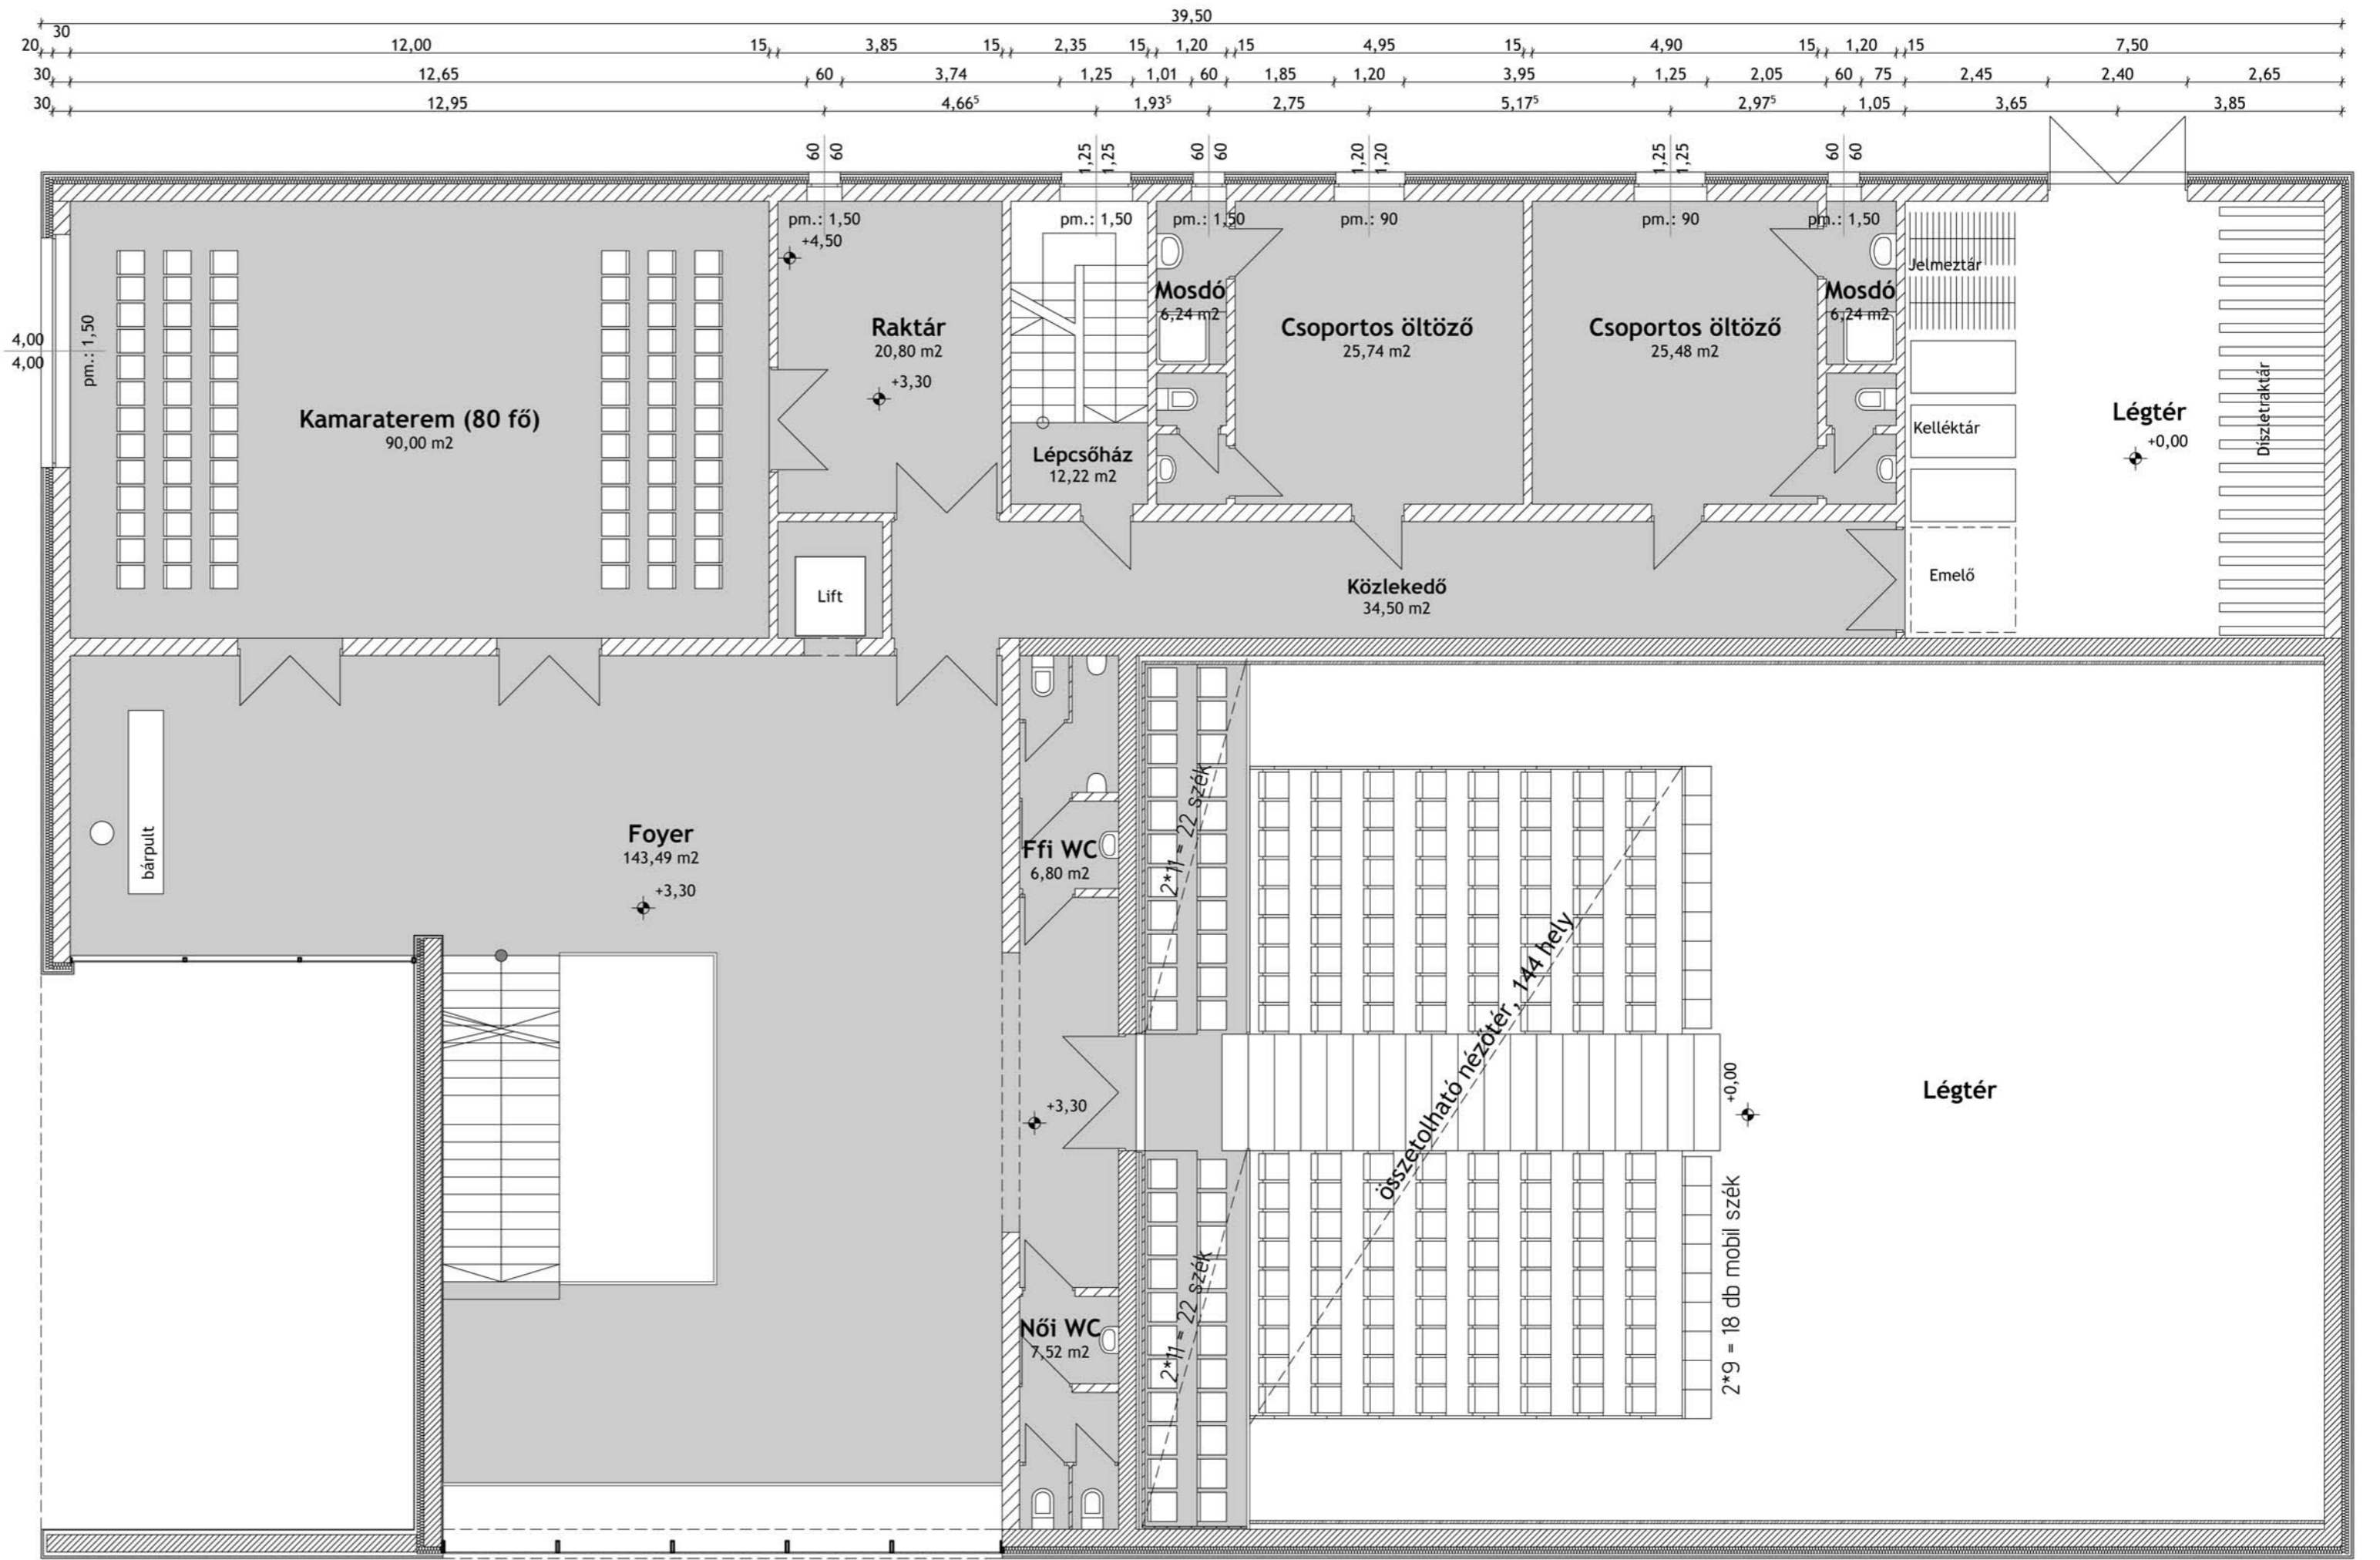 39,50
20 30 12,00 15 3,85 15 2,35 15 1,20 15 4,95 15 4,90 15 1,20 15 7,50
30 12,65 60 3,74 1,25 1,01 60 1,85 1,20 3,95 1,25 2,05 60 75 2,45 2,40 2,65
30 12,95 4,66⁵ 1,93⁵ 2,75 5,17⁵ 2,97⁵ 1,05 3,65 3,85
60 60 1,25 1,25 60 60 1,20 1,20 1,25 1,25 60 60
pm.: 1,50 pm.: 1,50 pm.: 1,50 pm.: 90 pm.: 90 pm.: 1,50
+4,50
Jelmeztár
Mosdó
6,24 m2
Mosdó
6,24 m2
Raktár
20,80 m2
+3,30
Csoportos öltöző
25,74 m2
Csoportos öltöző
25,48 m2
4,00
4,00
pm.: 1,50
Kamaraterem (80 fő)
90,00 m2
Légtér
+0,00
Díszletraktár
Kelléktár
Lépcsőház
12,22 m2
Emelő
Közlekedő
34,50 m2
Lift
bárpult
Foyer
143,49 m2
+3,30
Ffi WC
6,80 m2
2*11 = 22 szék
összetolható nézőtér, 144 hely
+3,30
+0,00
Légtér
2*9 = 18 db mobil szék
Női WC
7,52 m2
2*11 = 22 szék